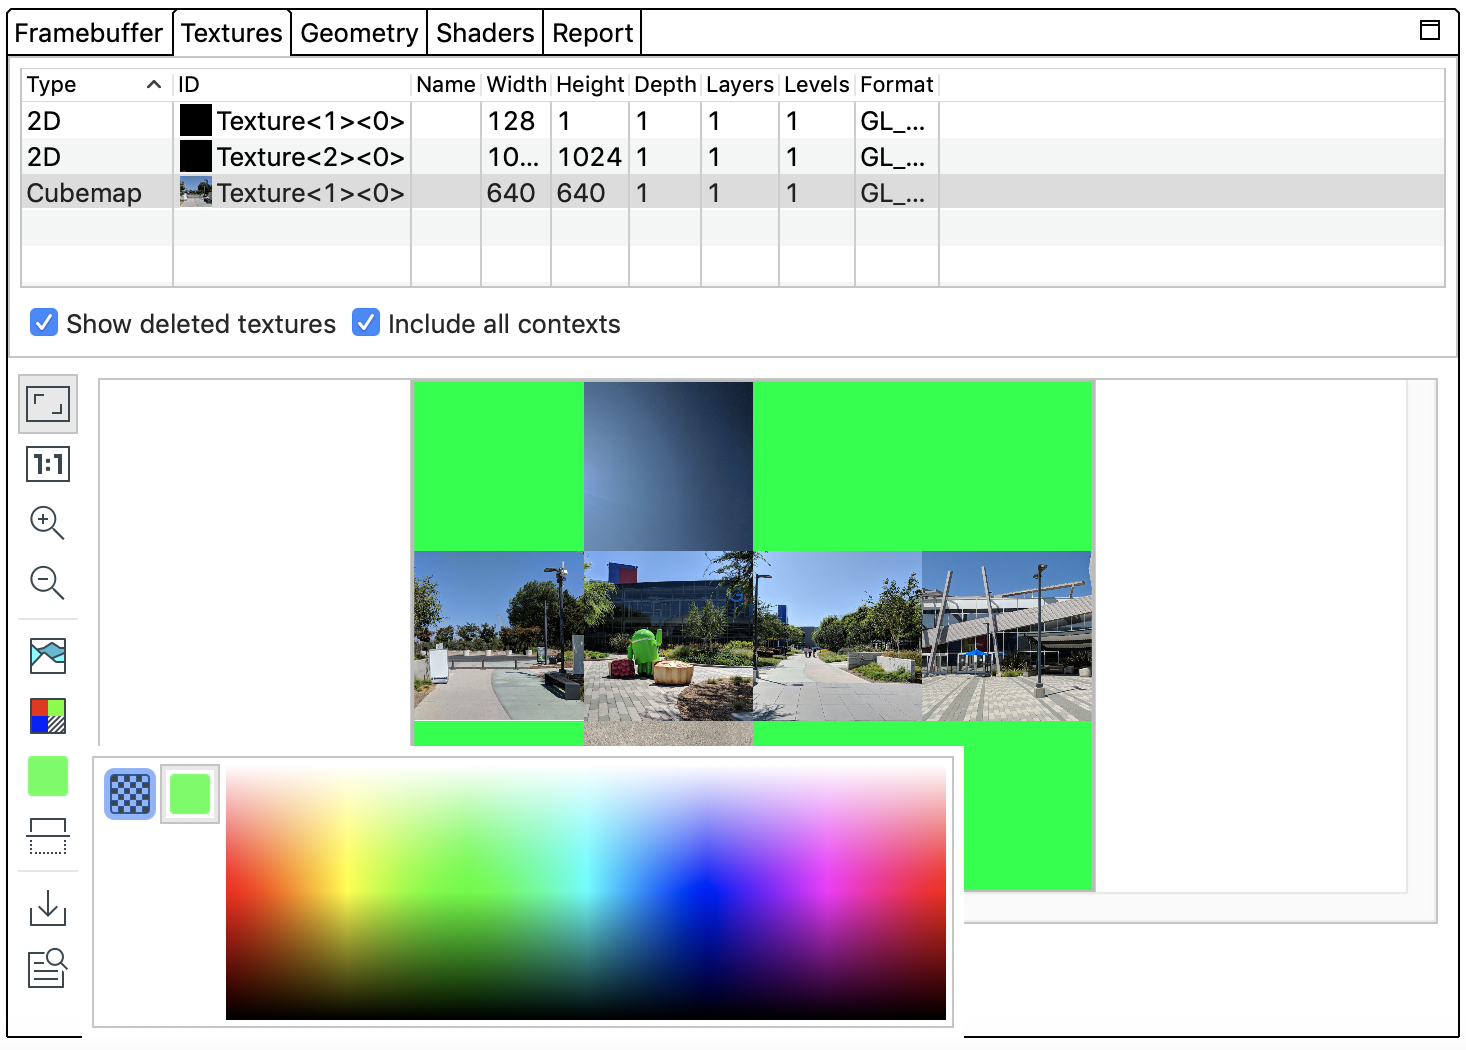 Framebuffer Textures Geometry Shaders Report
Type ID Name Width Height Depth Layers Levels Format
2D Texture<1><0> 128 1 1 1 1 GL_...
2D Texture<2><0> 10... 1024 1 1 1 GL_...
Cubemap Texture<1><0> 640 640 1 1 1 GL_...
Show deleted textures Include all contexts
1:1